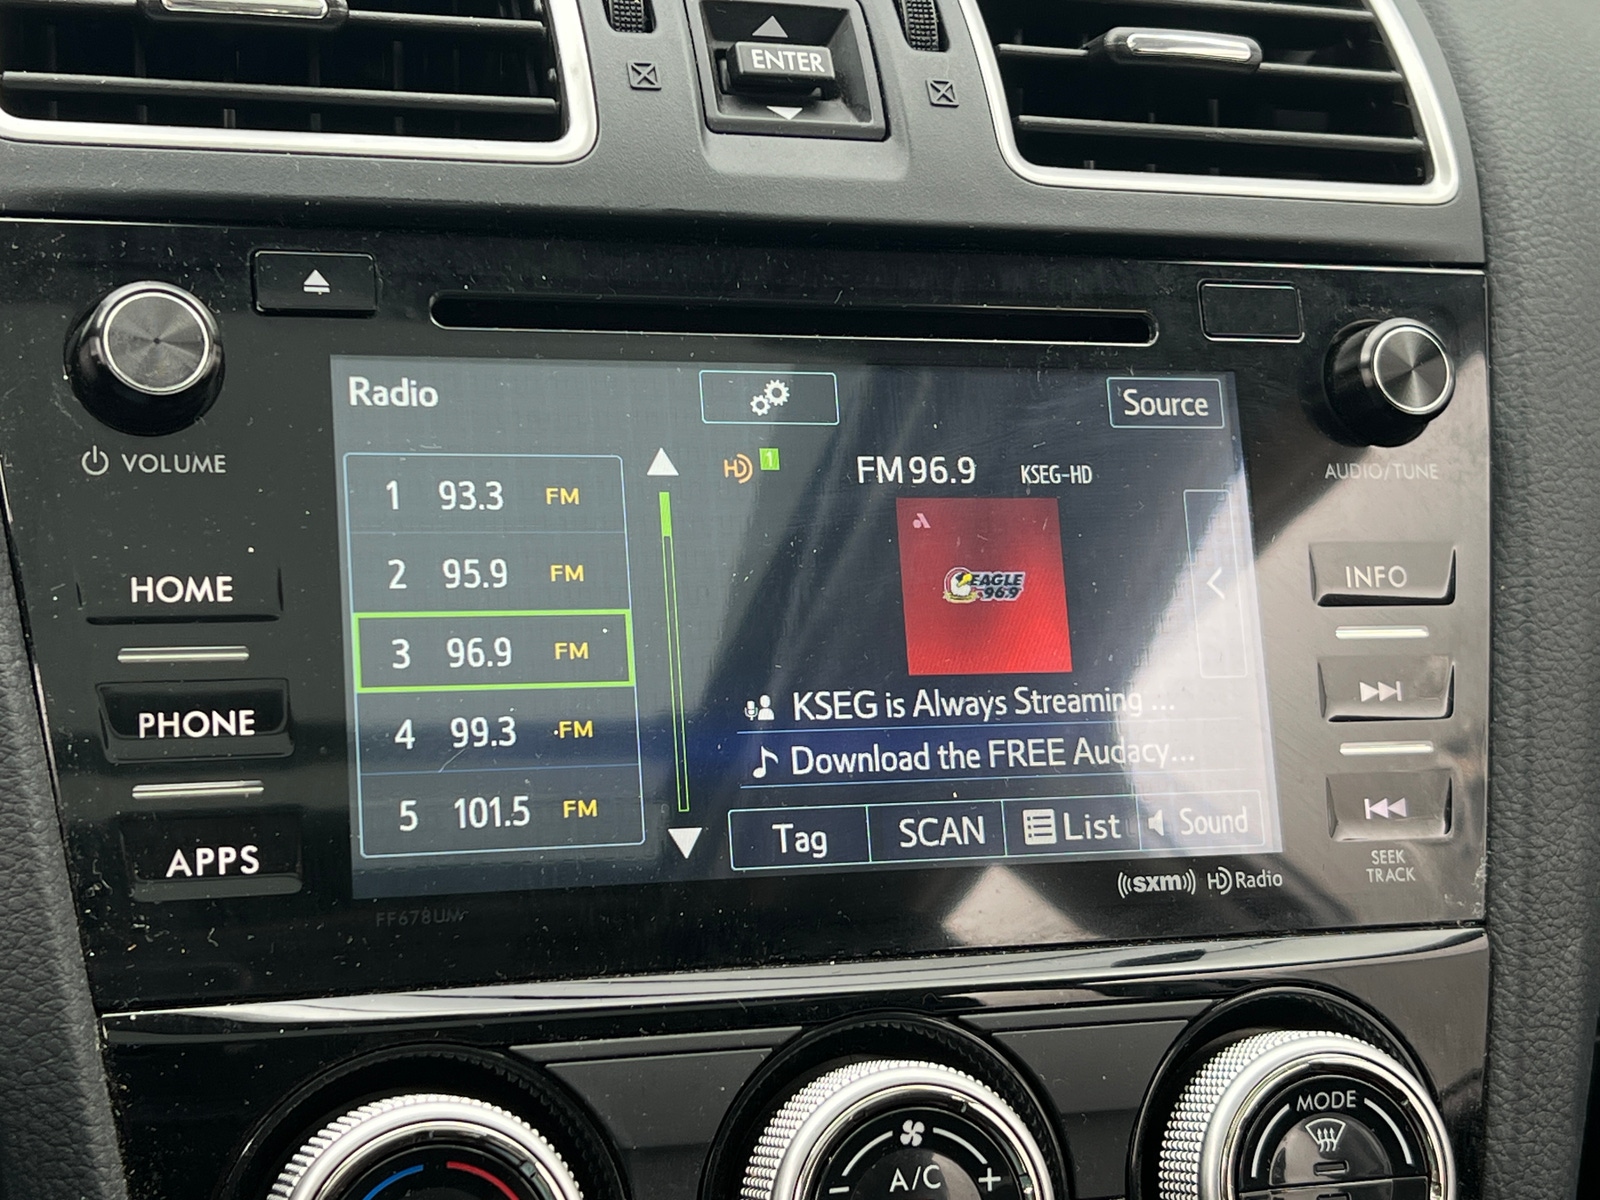 ENTER
VOLUME
AUDIO/TUNE
HOME
PHONE
APPS
Radio
Source
1 93.3 FM
2 95.9 FM
3 96.9 FM
4 99.3 FM
5 101.5 FM
HD 1
FM 96.9 KSEG-HD
EAGLE
96.9
KSEG is Always Streaming ...
Download the FREE Audacy...
Tag SCAN List Sound
INFO
SEEK
TRACK
((sxm)) HD Radio
FF678UM
A/C
MODE